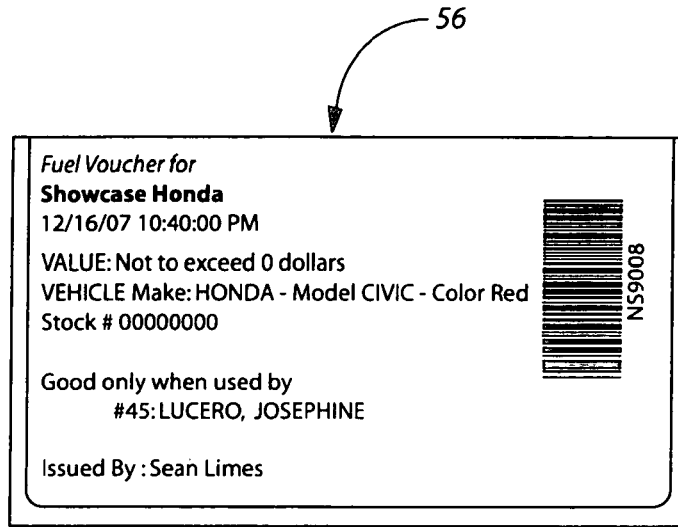 56
Fuel Voucher for
Showcase Honda
12/16/07 10:40:00 PM
VALUE: Not to exceed 0 dollars
VEHICLE Make: HONDA - Model CIVIC - Color Red
Stock # 00000000
NS9008
Good only when used by
#45: LUCERO, JOSEPHINE
Issued By : Sean Limes